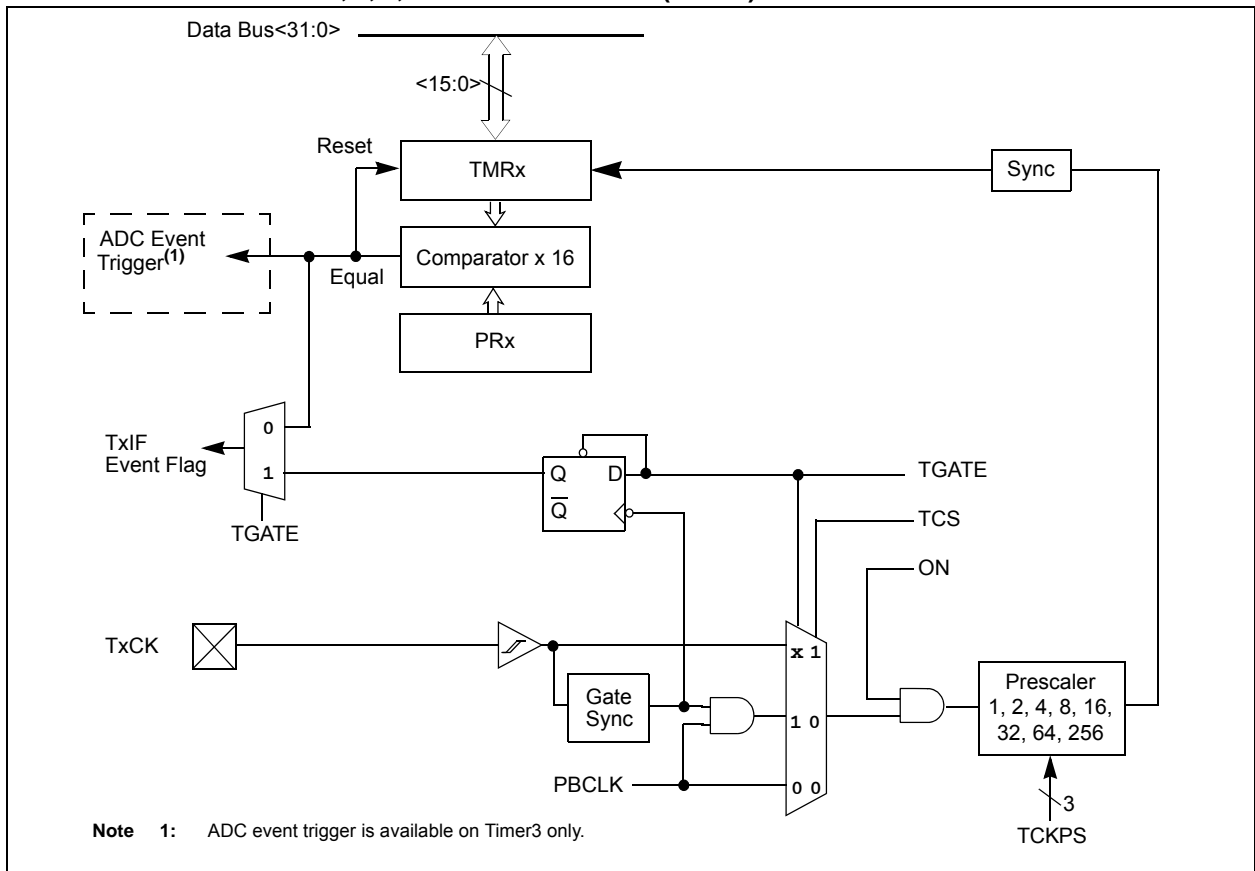 Data Bus<31:0>
<15:0>
Reset
TMRx
Sync
ADC Event
Trigger(1)
Equal
Comparator x 16
PRx
TxIF
Event Flag
0
1
TGATE
Q
D
Q
TGATE
TCS
ON
TxCK
x 1
Gate
Sync
1 0
Prescaler
1, 2, 4, 8, 16,
32, 64, 256
PBCLK
0 0
3
TCKPS
Note 1: ADC event trigger is available on Timer3 only.